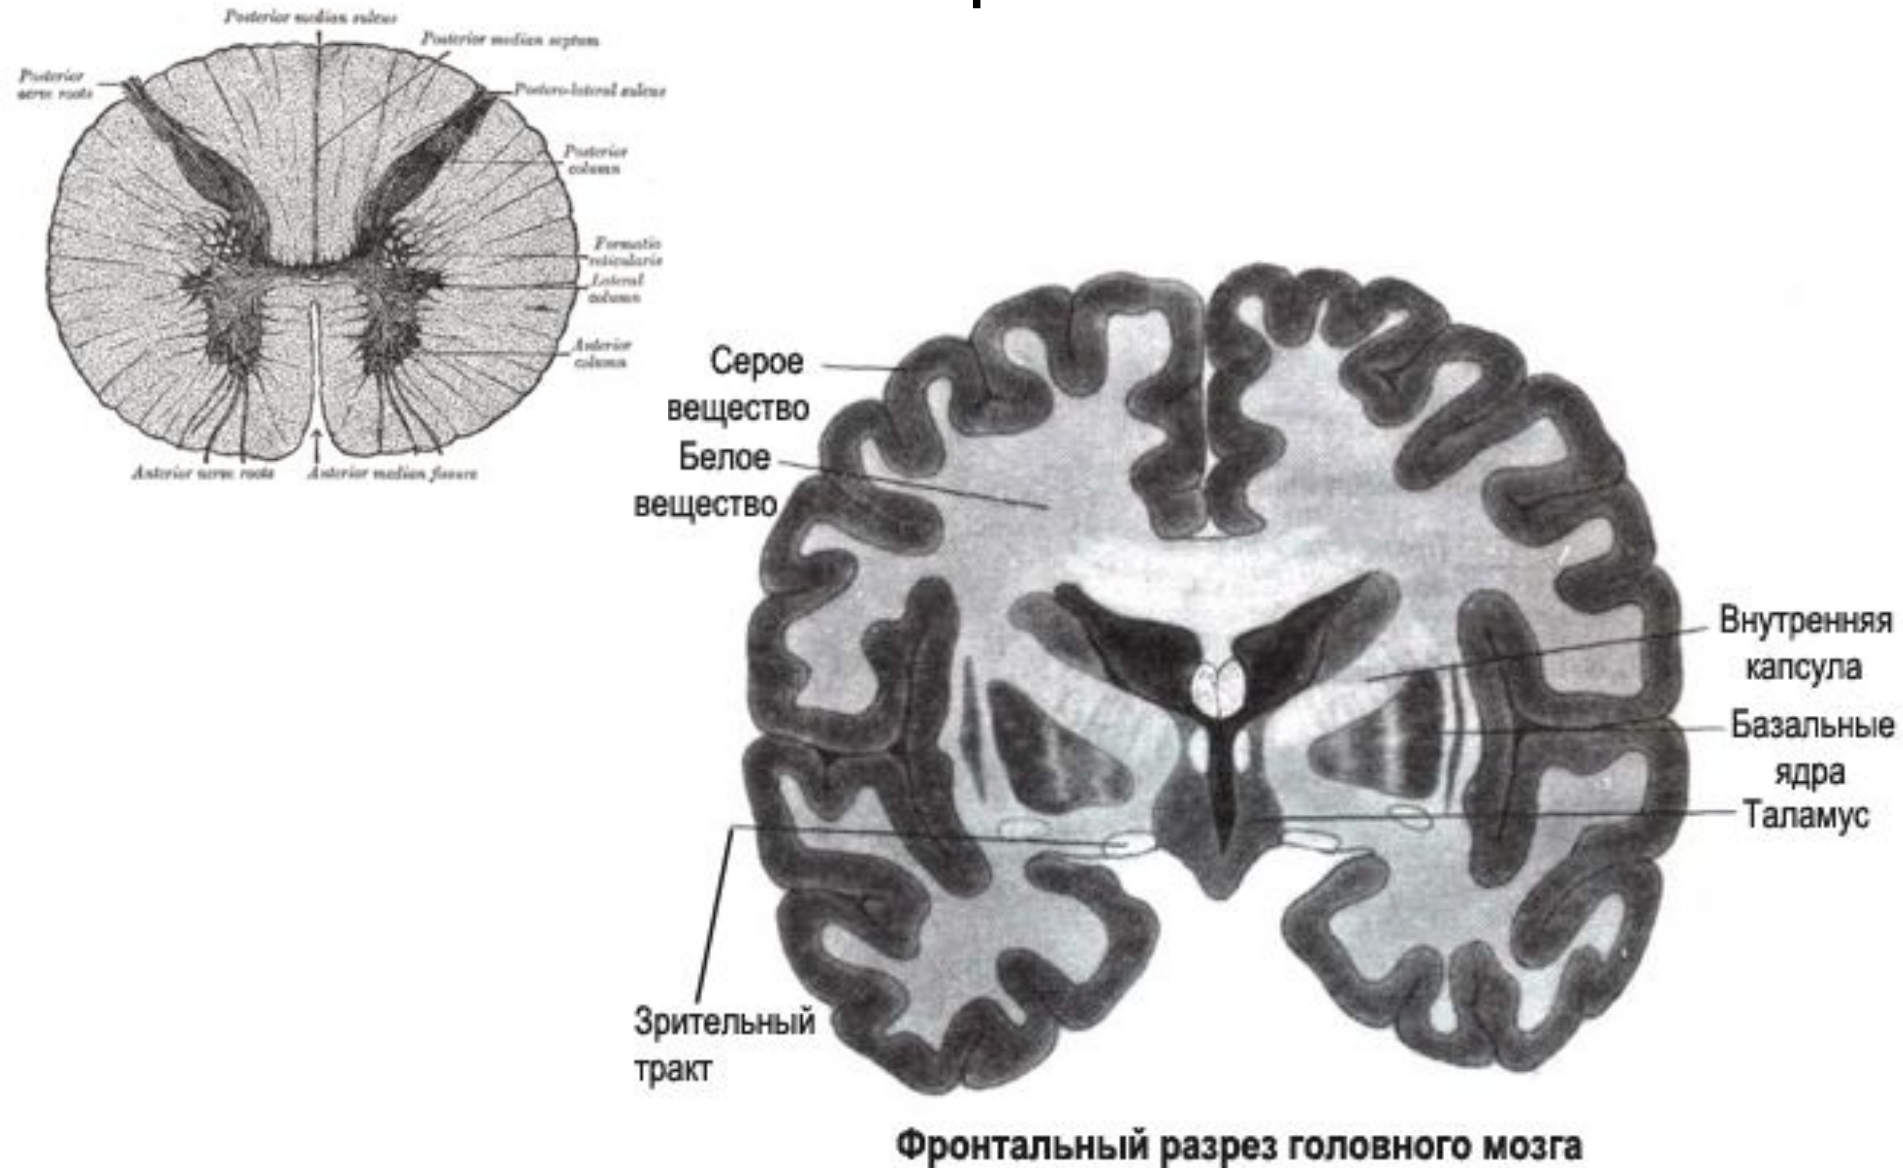 Posterior median sulcus
Posterior median septum
Posterior
nerve roots
Postero-lateral sulcus
Posterior
column
Formatio
reticularis
Lateral
column
Anterior
column
Anterior nerve roots
Anterior median fissure
Серое
вещество
Белое
вещество
Внутренняя
капсула
Базальные
ядра
Таламус
Зрительный
тракт
Фронтальный разрез головного мозга